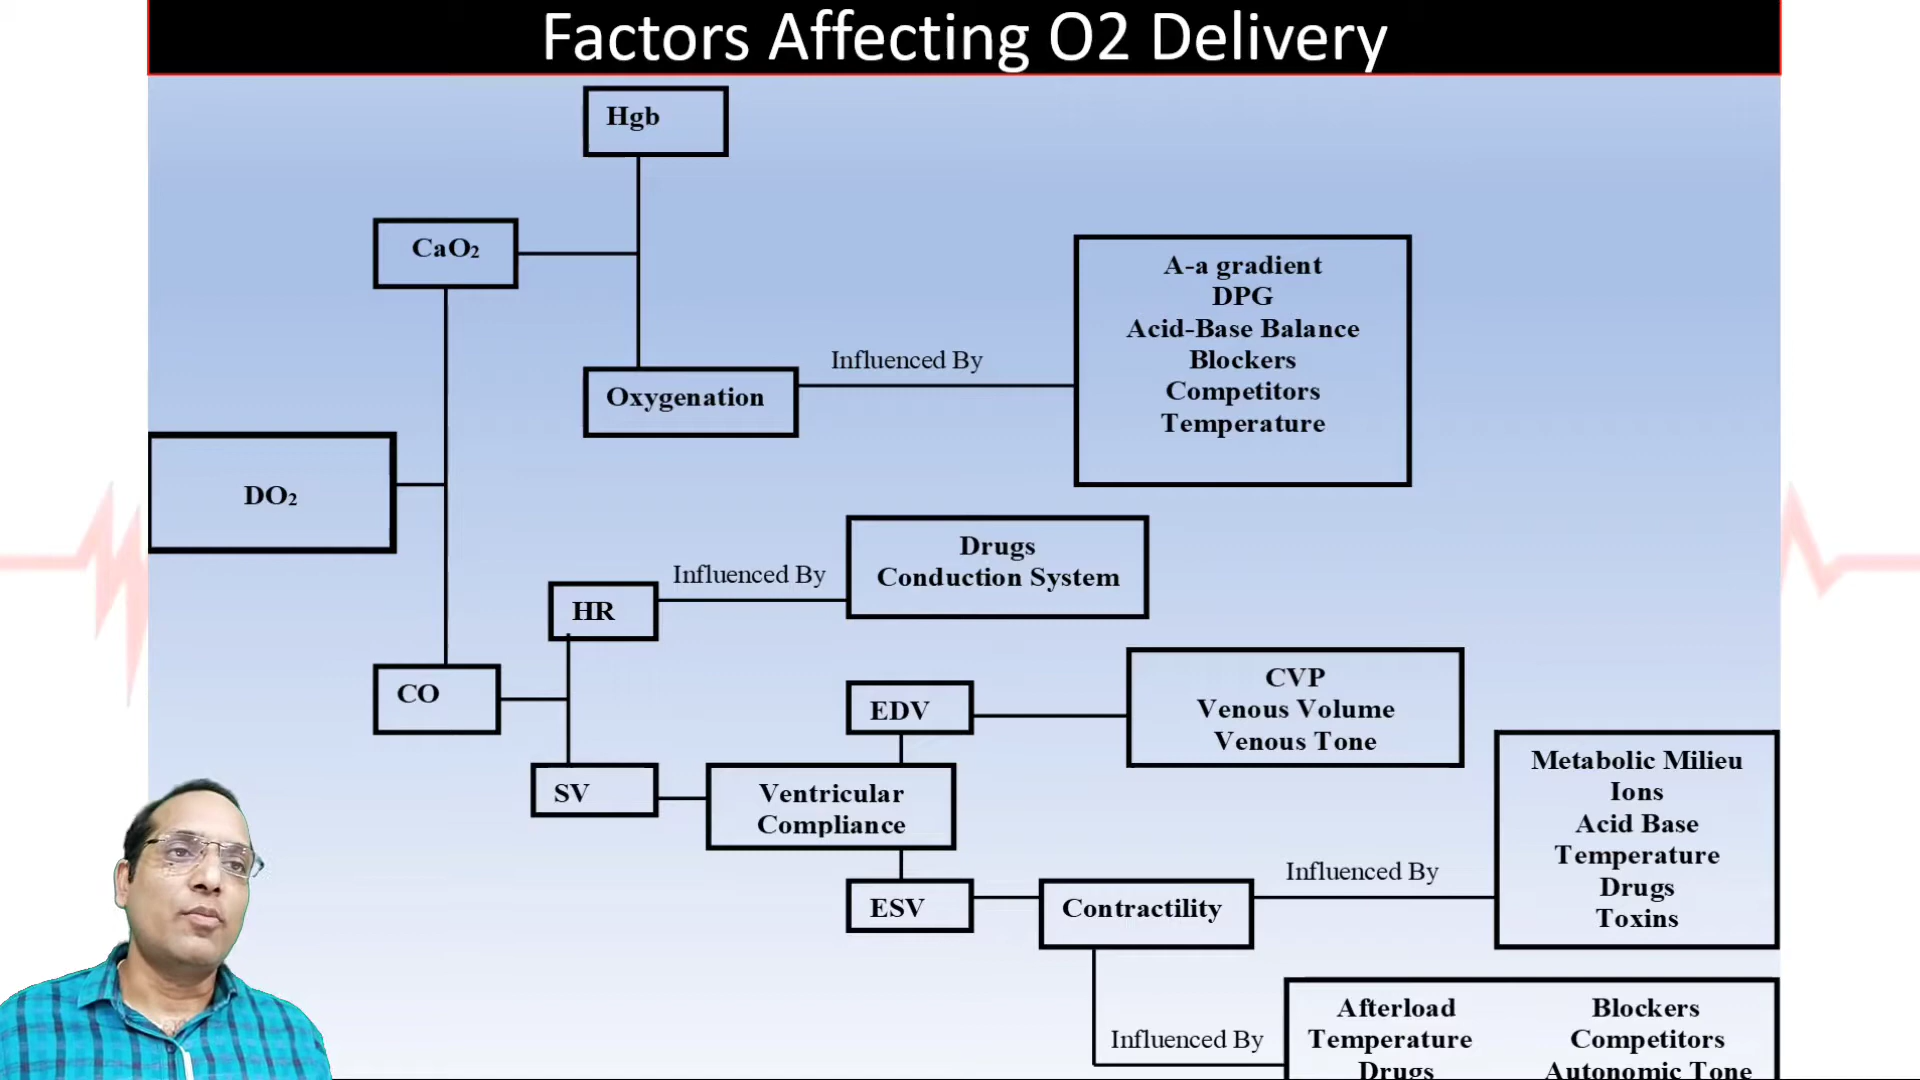 Factors Affecting O2 Delivery
Hgb
CaO₂
A-a gradient
DPG
Acid-Base Balance
Blockers
Competitors
Temperature
Influenced By
Oxygenation
DO₂
Drugs
Conduction System
Influenced By
HR
CO
EDV
CVP
Venous Volume
Venous Tone
SV
Ventricular
Compliance
Metabolic Milieu
Ions
Acid Base
Temperature
Drugs
Toxins
Influenced By
ESV
Contractility
Influenced By
Afterload Blockers
Temperature Competitors
Drugs Autonomic Tone